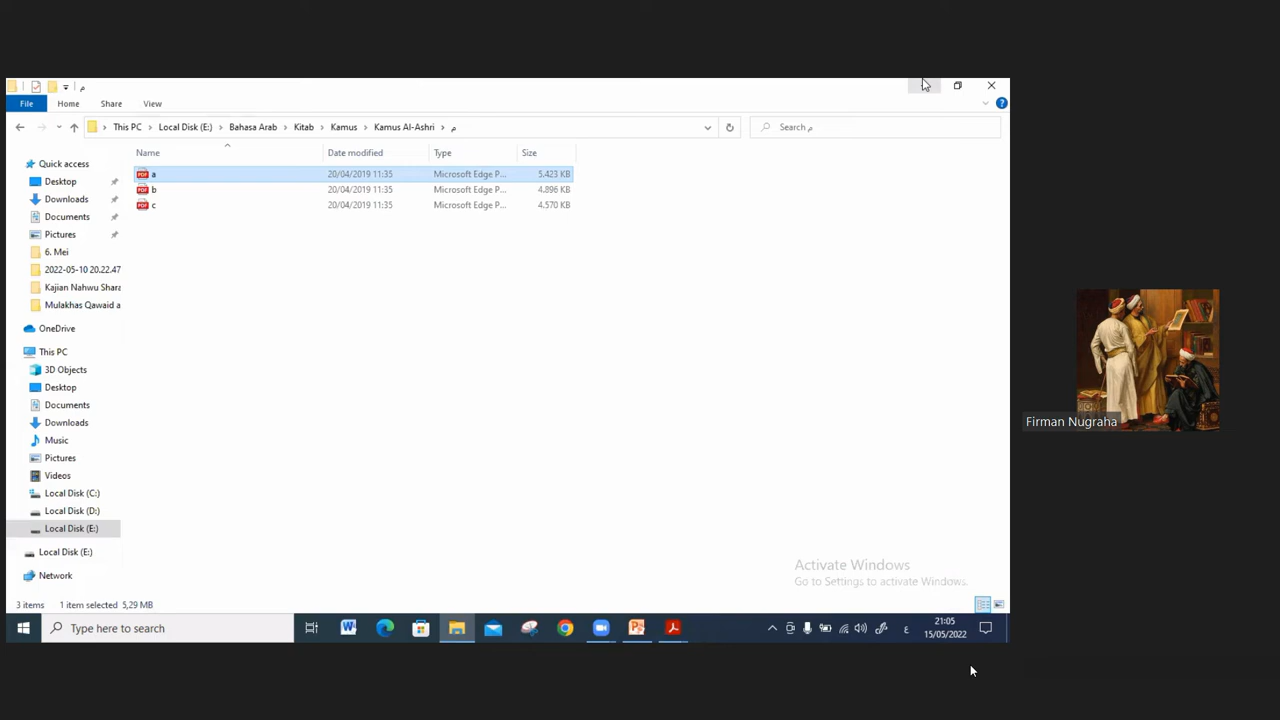 م
File Home Share View
This PC > Local Disk (E:) > Bahasa Arab > Kitab > Kamus > Kamus Al-Ashri > م
Search م
Name Date modified Type Size
a 20/04/2019 11:35 Microsoft Edge P... 5.423 KB
b 20/04/2019 11:35 Microsoft Edge P... 4.896 KB
c 20/04/2019 11:35 Microsoft Edge P... 4.570 KB
Quick access
Desktop
Downloads
Documents
Pictures
6. Mei
2022-05-10 20.22.47
Kajian Nahwu Shara
Mulakhas Qawaid a
OneDrive
This PC
3D Objects
Desktop
Documents
Downloads
Music
Pictures
Videos
Local Disk (C:)
Local Disk (D:)
Local Disk (E:)
Local Disk (E:)
Network
Activate Windows
Go to Settings to activate Windows.
3 items 1 item selected 5,29 MB
Type here to search
ع
21:05
15/05/2022
Firman Nugraha